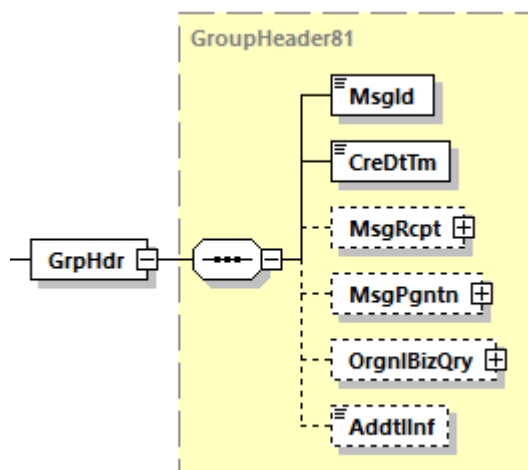 GroupHeader81
MsgId
CreDtTm
MsgRcpt
GrpHdr
MsgPgntn
OrgnlBizQry
AddtlInf